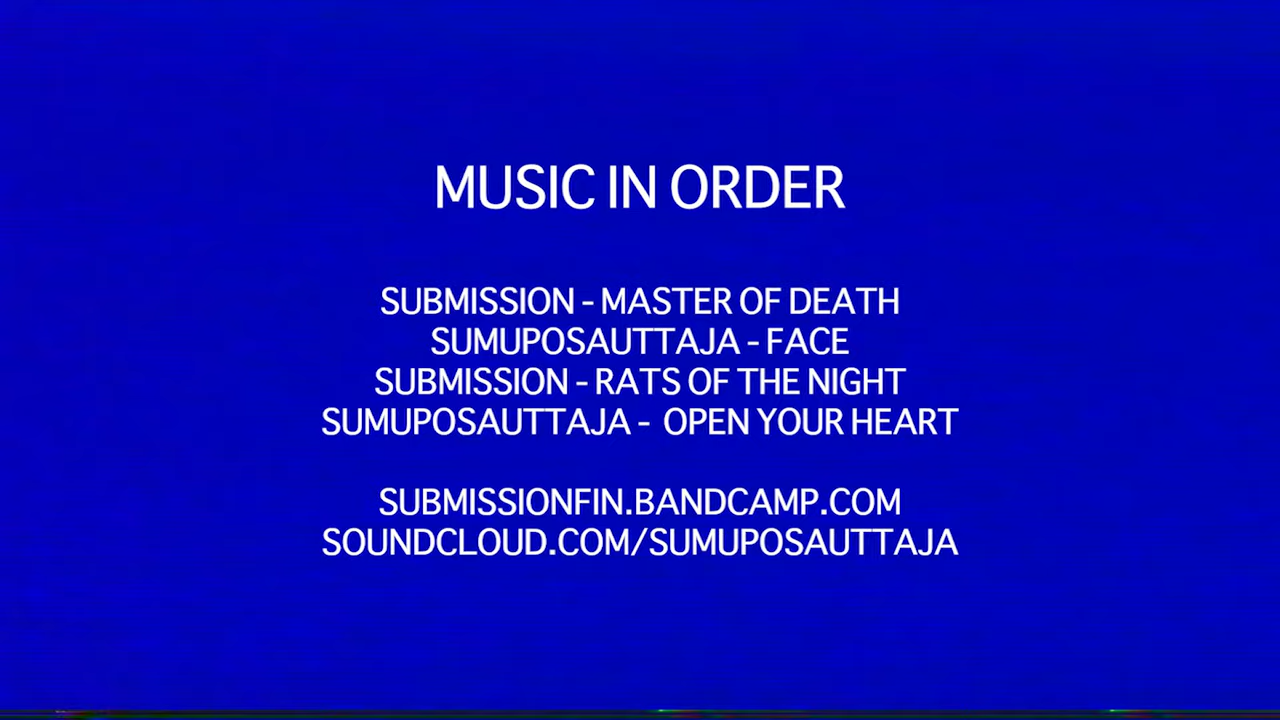 MUSIC IN ORDER
SUBMISSION - MASTER OF DEATH
SUMUPOSAUTTAJA - FACE
SUBMISSION - RATS OF THE NIGHT
SUMUPOSAUTTAJA - OPEN YOUR HEART
SUBMISSIONFIN.BANDCAMP.COM
SOUNDCLOUD.COM/SUMUPOSAUTTAJA